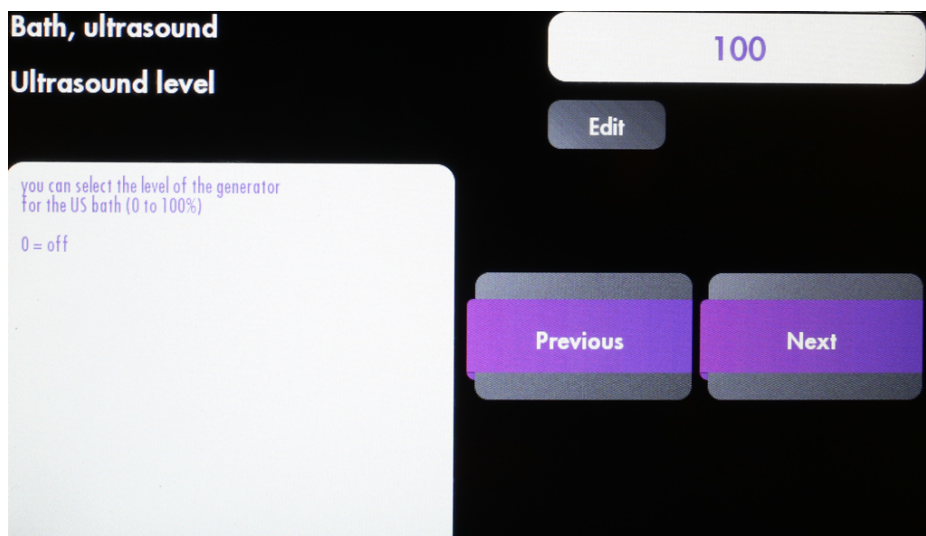 Bath, ultrasound
100
Ultrasound level
Edit
you can select the level of the generator
for the US bath (0 to 100%)
0 = off
Previous
Next